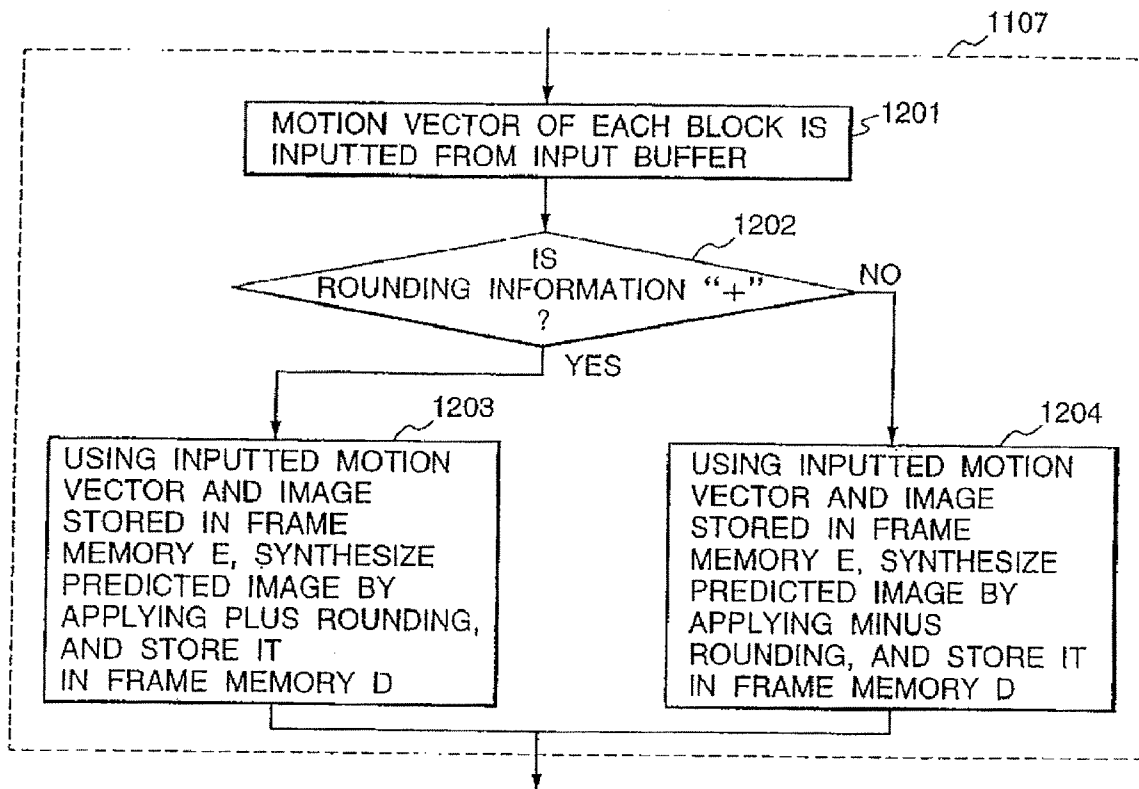 1107
MOTION VECTOR OF EACH BLOCK IS
INPUTTED FROM INPUT BUFFER
1201
1202
IS
ROUNDING INFORMATION “+”
?
NO
YES
1203
USING INPUTTED MOTION
VECTOR AND IMAGE
STORED IN FRAME
MEMORY E, SYNTHESIZE
PREDICTED IMAGE BY
APPLYING PLUS ROUNDING,
AND STORE IT
IN FRAME MEMORY D
1204
USING INPUTTED MOTION
VECTOR AND IMAGE
STORED IN FRAME
MEMORY E, SYNTHESIZE
PREDICTED IMAGE BY
APPLYING MINUS
ROUNDING, AND STORE IT
IN FRAME MEMORY D